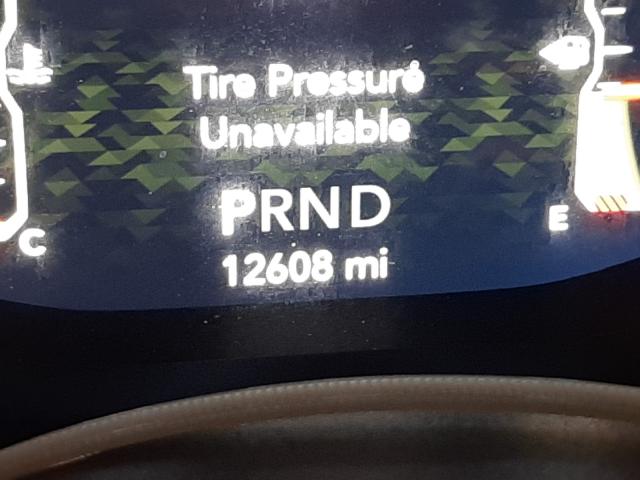 Tire Pressure
Unavailable
PRND
12608 mi
C
E